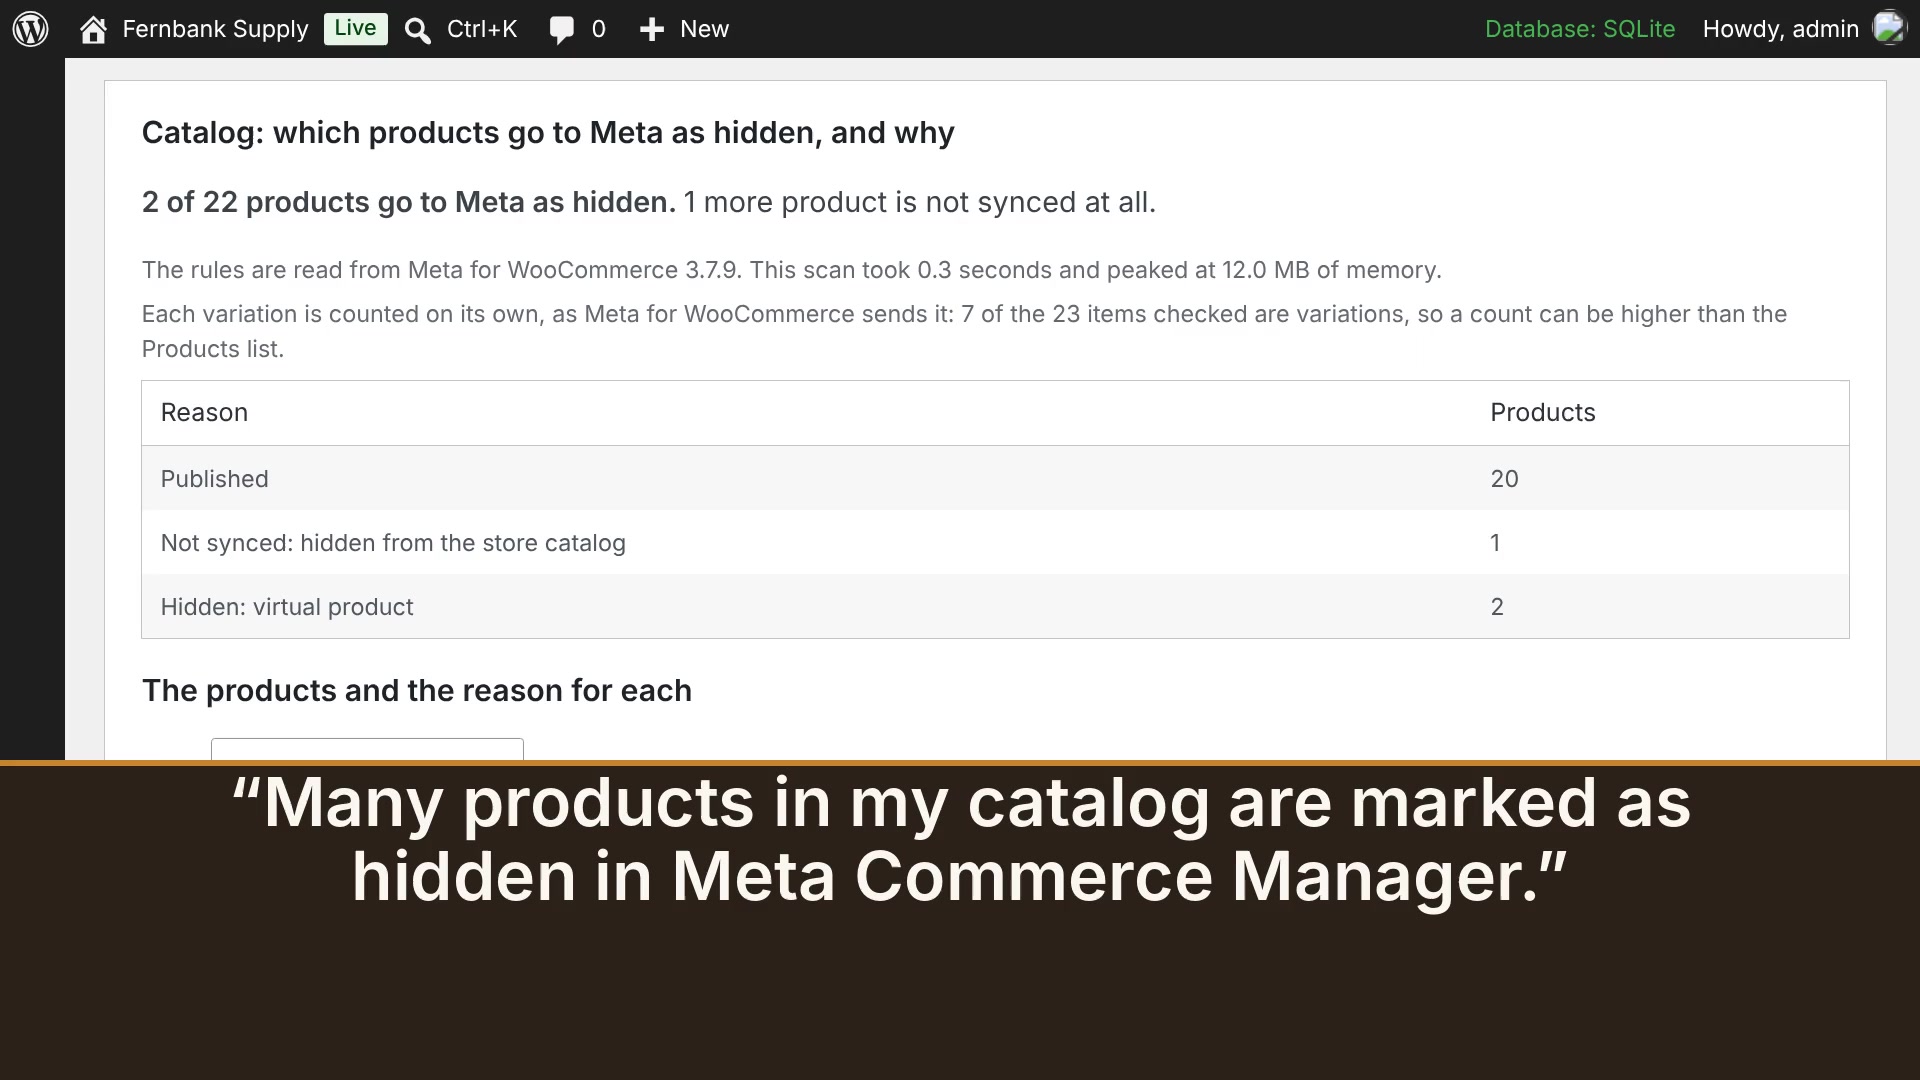 Fernbank Supply Live Ctrl+K 0 New Database: SQLite Howdy, admin
Catalog: which products go to Meta as hidden, and why
2 of 22 products go to Meta as hidden. 1 more product is not synced at all.
The rules are read from Meta for WooCommerce 3.7.9. This scan took 0.3 seconds and peaked at 12.0 MB of memory.
Each variation is counted on its own, as Meta for WooCommerce sends it: 7 of the 23 items checked are variations, so a count can be higher than the
Products list.
Reason Products
Published 20
Not synced: hidden from the store catalog 1
Hidden: virtual product 2
The products and the reason for each
“Many products in my catalog are marked as
hidden in Meta Commerce Manager.”